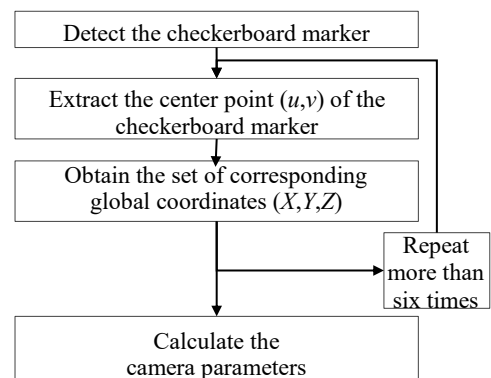 Detect the checkerboard marker
Extract the center point (u,v) of the
checkerboard marker
Obtain the set of corresponding
global coordinates (X,Y,Z)
Repeat
more than
six times
Calculate the
camera parameters